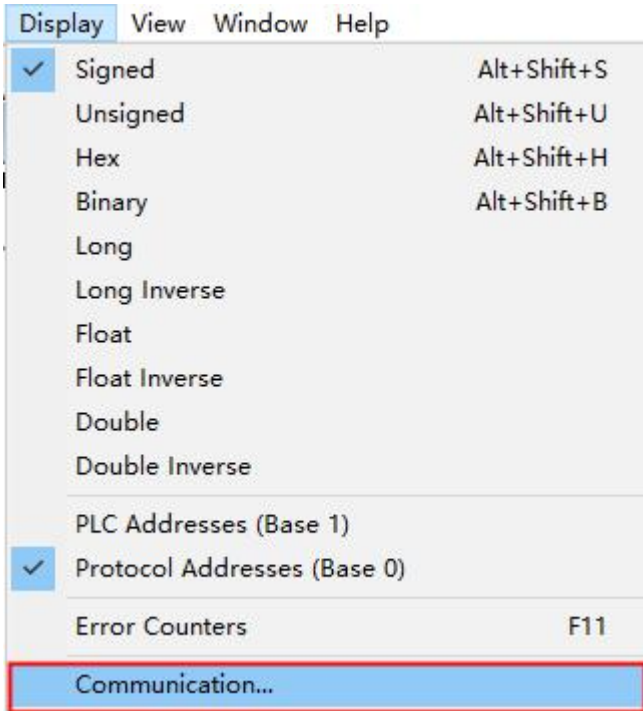 Display View Window Help
Signed Alt+Shift+S
Unsigned Alt+Shift+U
Hex Alt+Shift+H
Binary Alt+Shift+B
Long
Long Inverse
Float
Float Inverse
Double
Double Inverse
PLC Addresses (Base 1)
Protocol Addresses (Base 0)
Error Counters F11
Communication...